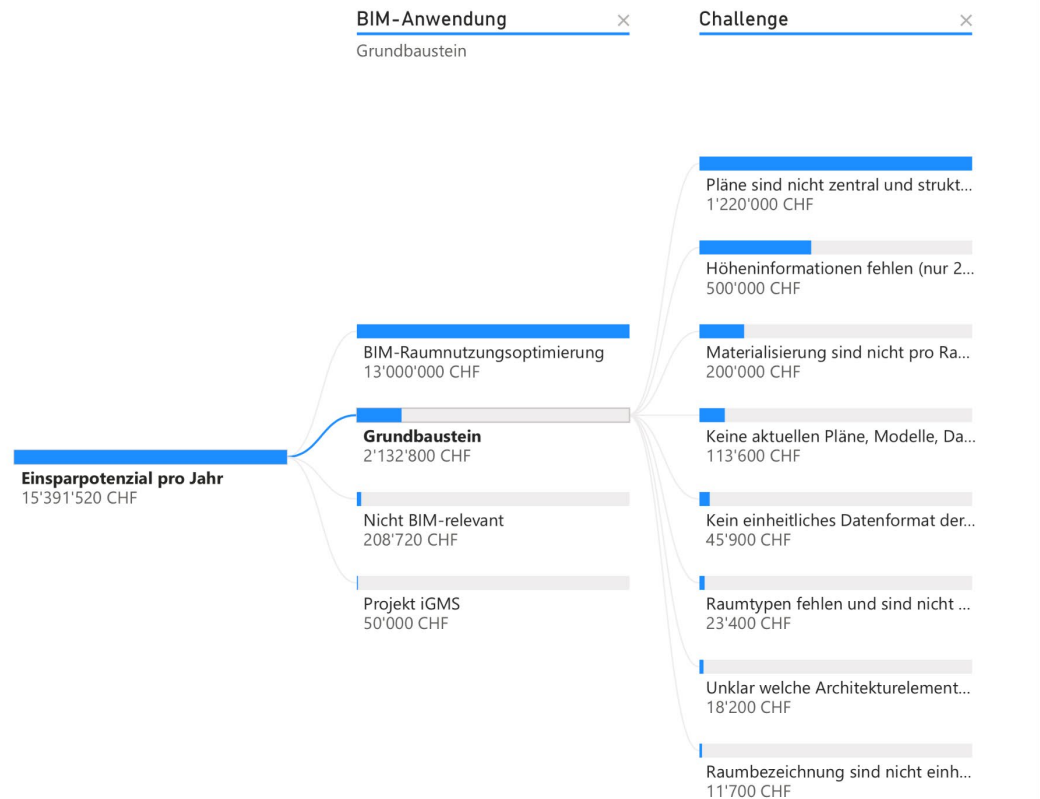 BIM-Anwendung
Grundbaustein
Challenge
Einsparpotenzial pro Jahr
15'391'520 CHF
BIM-Raumnutzungsoptimierung
13'000'000 CHF
Grundbaustein
2'132'800 CHF
Nicht BIM-relevant
208'720 CHF
Projekt iGMS
50'000 CHF
Pläne sind nicht zentral und strukt...
1'220'000 CHF
Höheninformationen fehlen (nur 2...
500'000 CHF
Materialisierung sind nicht pro Ra...
200'000 CHF
Keine aktuellen Pläne, Modelle, Da...
113'600 CHF
Kein einheitliches Datenformat der...
45'900 CHF
Raumtypen fehlen und sind nicht ...
23'400 CHF
Unklar welche Architekturelement...
18'200 CHF
Raumbezeichnung sind nicht einh...
11'700 CHF